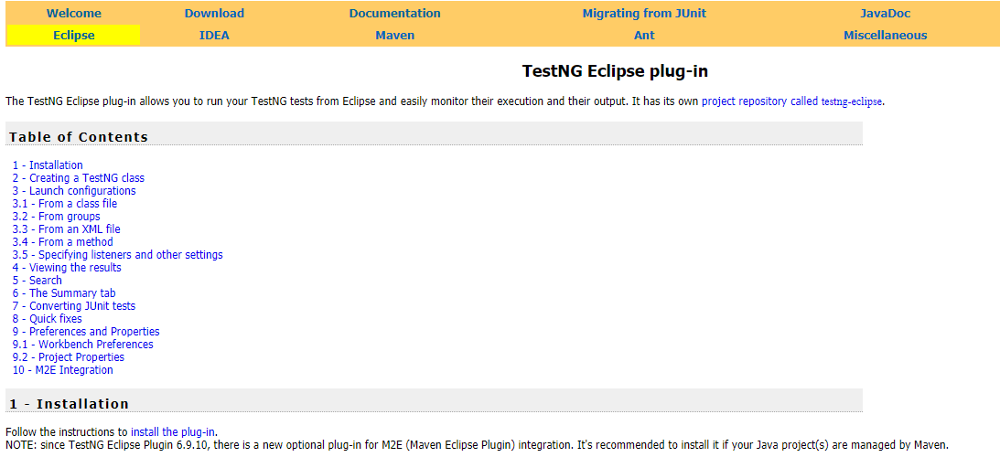 Welcome Download Documentation Migrating from JUnit JavaDoc
Eclipse IDEA Maven Ant Miscellaneous
TestNG Eclipse plug-in
The TestNG Eclipse plug-in allows you to run your TestNG tests from Eclipse and easily monitor their execution and their output. It has its own project repository called testng-eclipse.
Table of Contents
1 - Installation
2 - Creating a TestNG class
3 - Launch configurations
3.1 - From a class file
3.2 - From groups
3.3 - From an XML file
3.4 - From a method
3.5 - Specifying listeners and other settings
4 - Viewing the results
5 - Search
6 - The Summary tab
7 - Converting JUnit tests
8 - Quick fixes
9 - Preferences and Properties
9.1 - Workbench Preferences
9.2 - Project Properties
10 - M2E Integration
1 - Installation
Follow the instructions to install the plug-in.
NOTE: since TestNG Eclipse Plugin 6.9.10, there is a new optional plug-in for M2E (Maven Eclipse Plugin) integration. It's recommended to install it if your Java project(s) are managed by Maven.